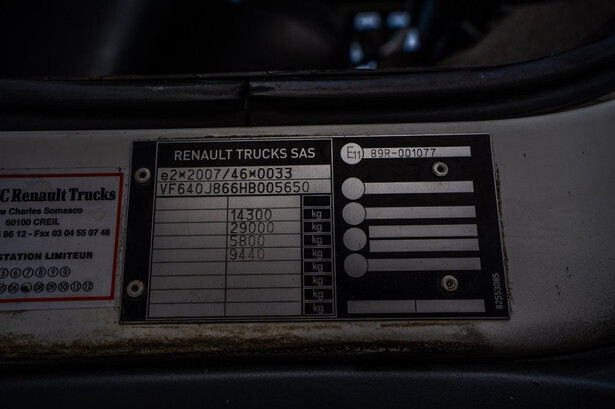 RENAULT TRUCKS SAS
e2*2007/46*0033
VF640J866HB005650
14300 kg
29000 kg
5800 kg
9440 kg
kg
kg
kg
kg
E11 89R-001077
82553085
C Renault Trucks
Charles Somasco
60100 CREIL
86 12 - Fax 03 04 55 07 48
STATION LIMITEUR